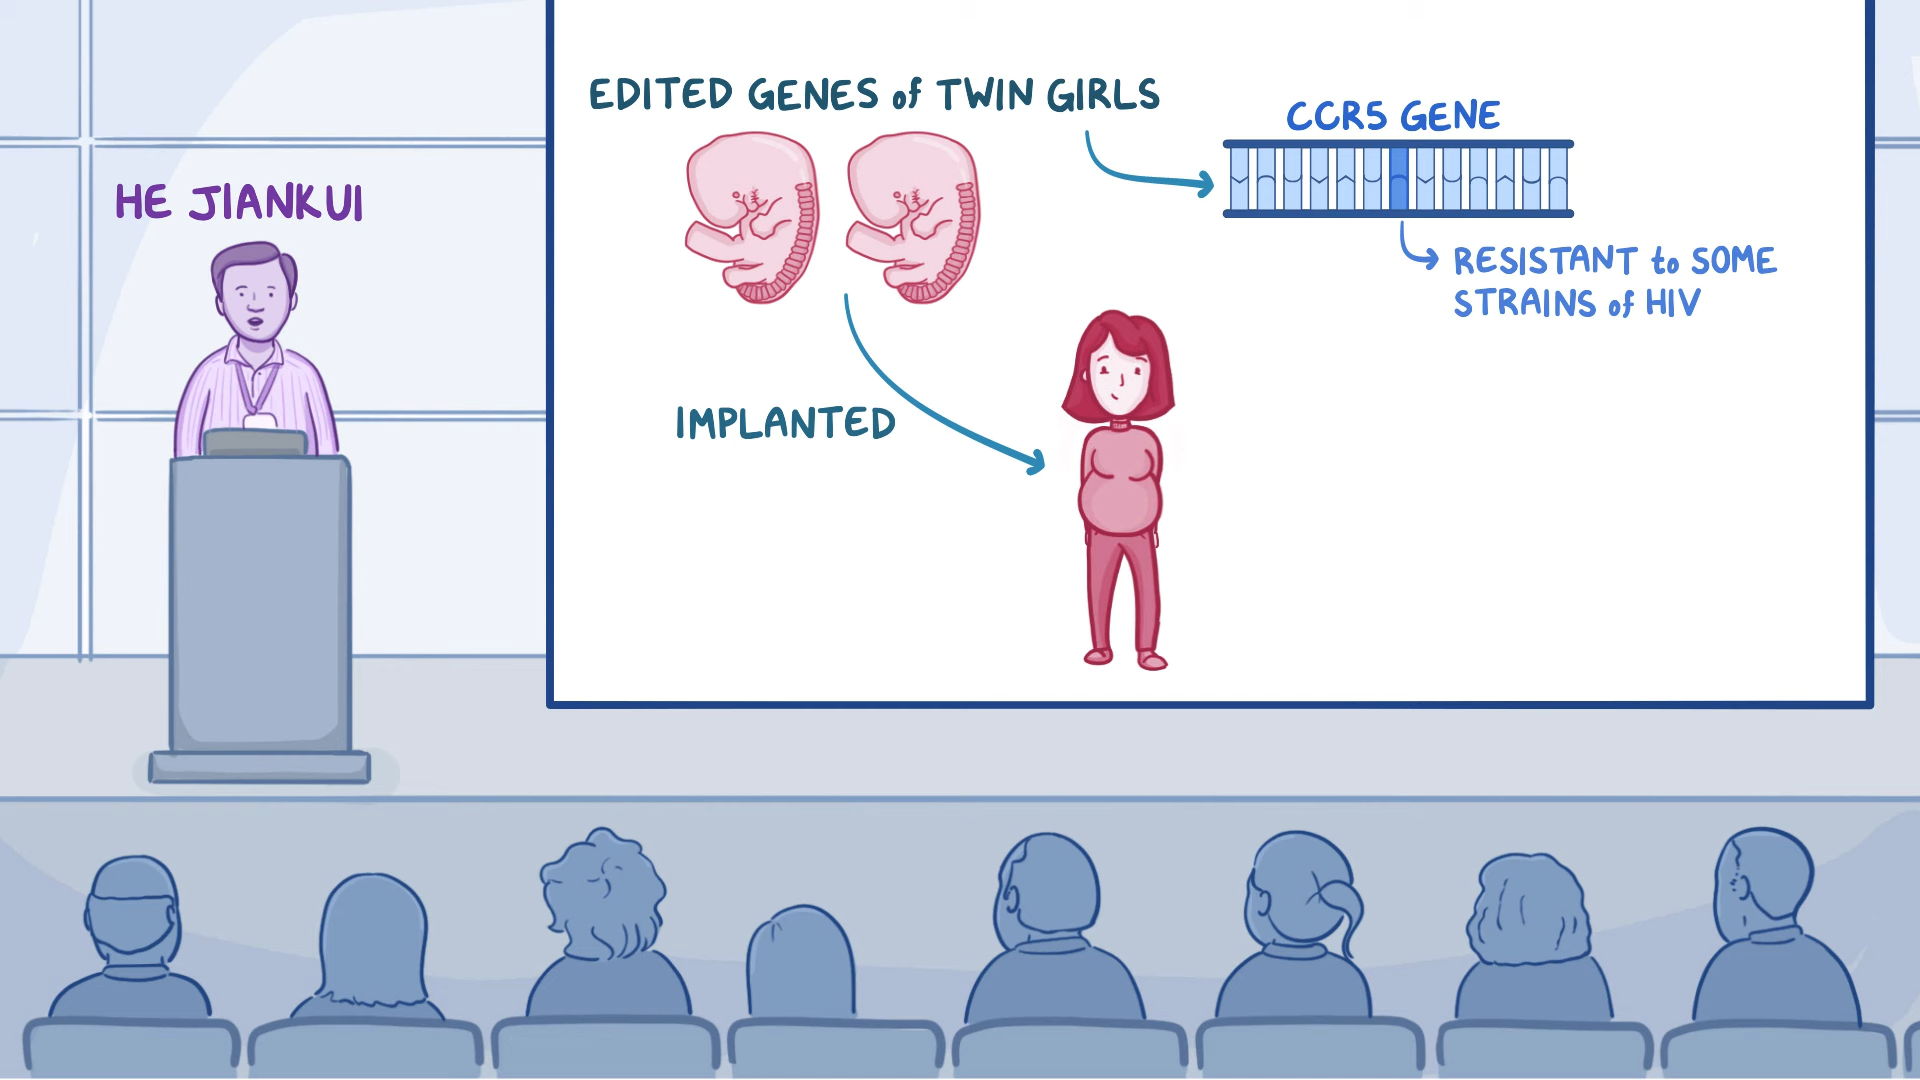 EDITED GENES of TWIN GIRLS
CCR5 GENE
HE JIANKUI
RESISTANT to SOME
STRAINS of HIV
IMPLANTED